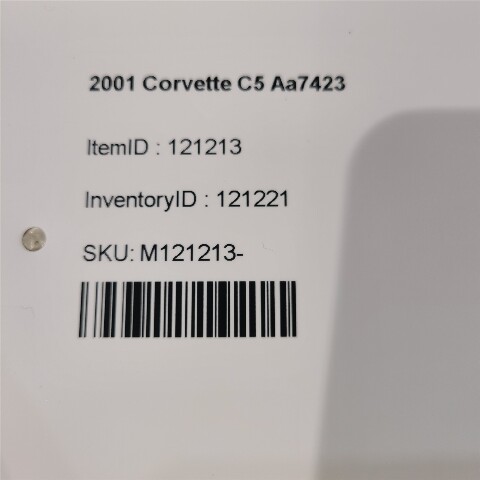 2001 Corvette C5 Aa7423
ItemID : 121213
InventoryID : 121221
SKU: M121213-